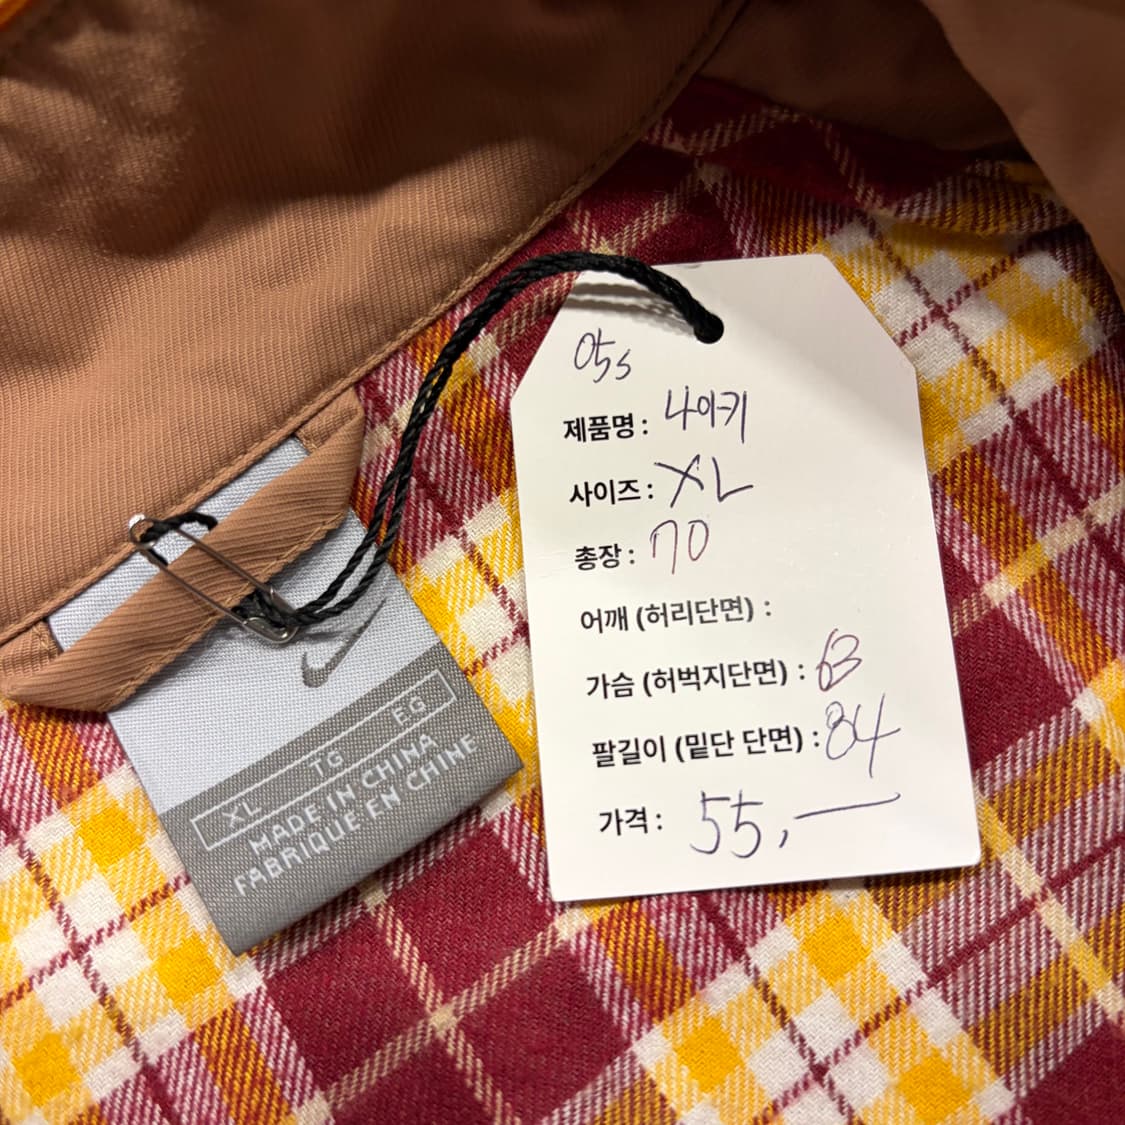 05s
제품명 : 나이키
사이즈 : XL
총장 : 70
어깨 (허리단면) :
가슴 (허벅지단면) : 63
팔길이 (밑단 단면) : 84
가격 : 55,—
XL TG EG
MADE IN CHINA
FABRIQUE EN CHINE